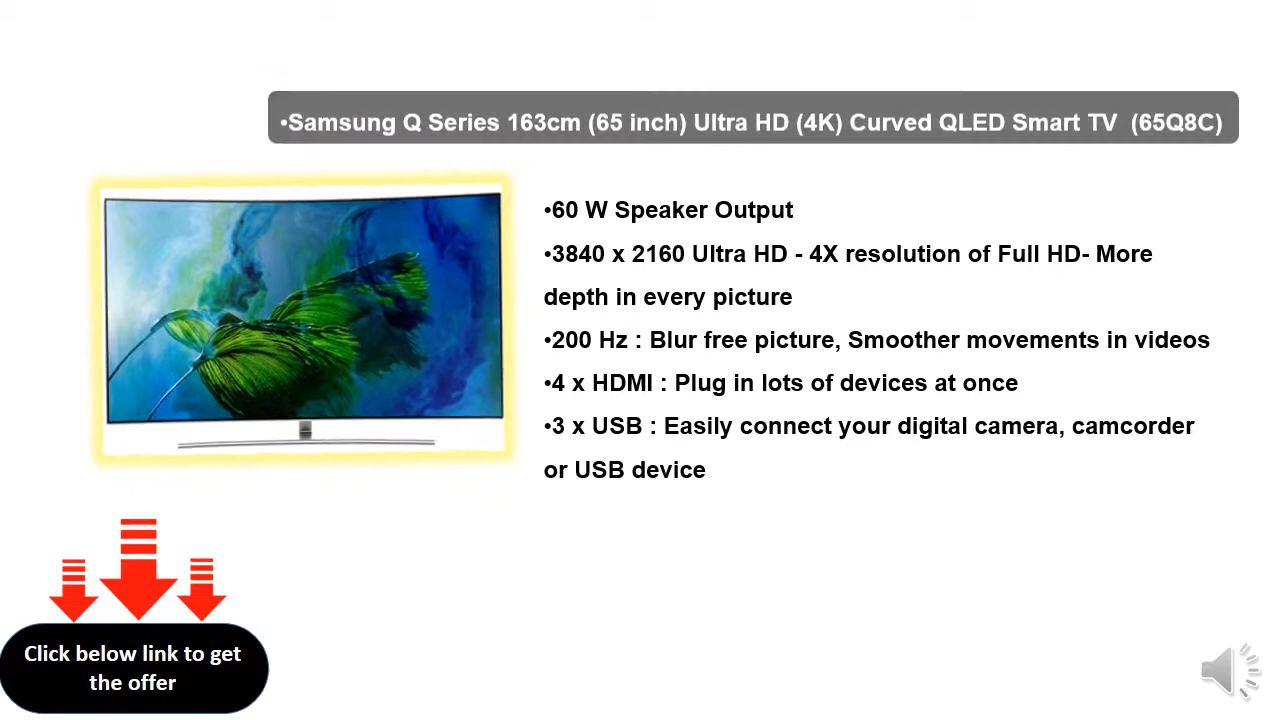 •Samsung Q Series 163cm (65 inch) Ultra HD (4K) Curved QLED Smart TV  (65Q8C)
•60 W Speaker Output
•3840 x 2160 Ultra HD - 4X resolution of Full HD- More
depth in every picture
•200 Hz : Blur free picture, Smoother movements in videos
•4 x HDMI : Plug in lots of devices at once
•3 x USB : Easily connect your digital camera, camcorder
or USB device
Click below link to get
the offer